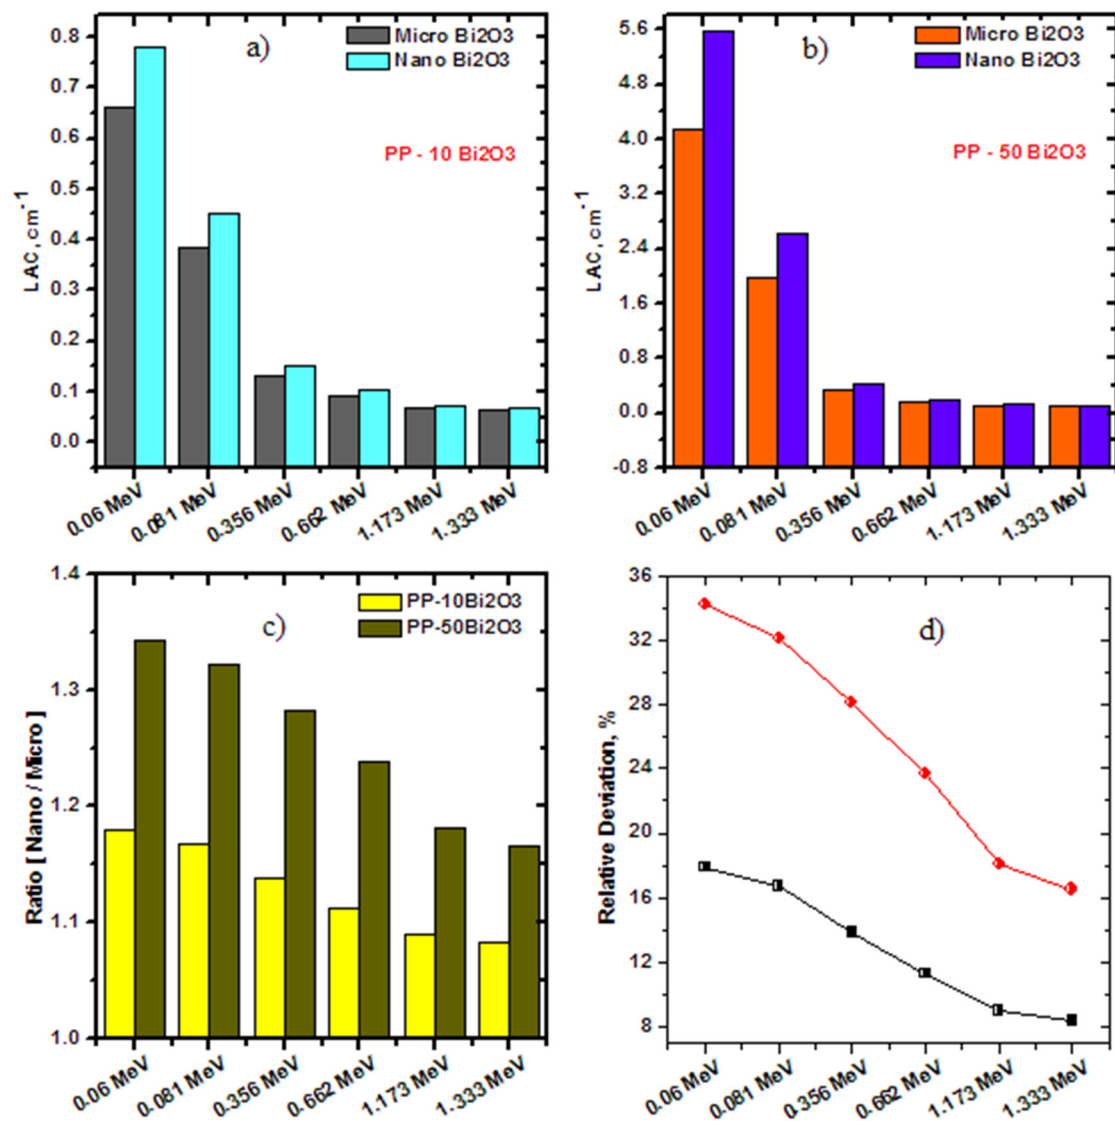 a)
Micro Bi2O3
Nano Bi2O3
PP - 10 Bi2O3
LAC, cm-1
0.8
0.7
0.6
0.5
0.4
0.3
0.2
0.1
0.0
0.06 MeV
0.081 MeV
0.356 MeV
0.662 MeV
1.173 MeV
1.333 MeV
b)
Micro Bi2O3
Nano Bi2O3
PP - 50 Bi2O3
LAC, cm-1
5.6
4.8
4.0
3.2
2.4
1.6
0.8
0.0
-0.8
0.06 MeV
0.081 MeV
0.356 MeV
0.662 MeV
1.173 MeV
1.333 MeV
c)
PP-10Bi2O3
PP-50Bi2O3
Ratio [ Nano / Micro ]
1.4
1.3
1.2
1.1
1.0
0.06 MeV
0.081 MeV
0.356 MeV
0.662 MeV
1.173 MeV
1.333 MeV
d)
Relative Deviation, %
36
32
28
24
20
16
12
8
0.06 MeV
0.081 MeV
0.356 MeV
0.662 MeV
1.173 MeV
1.333 MeV